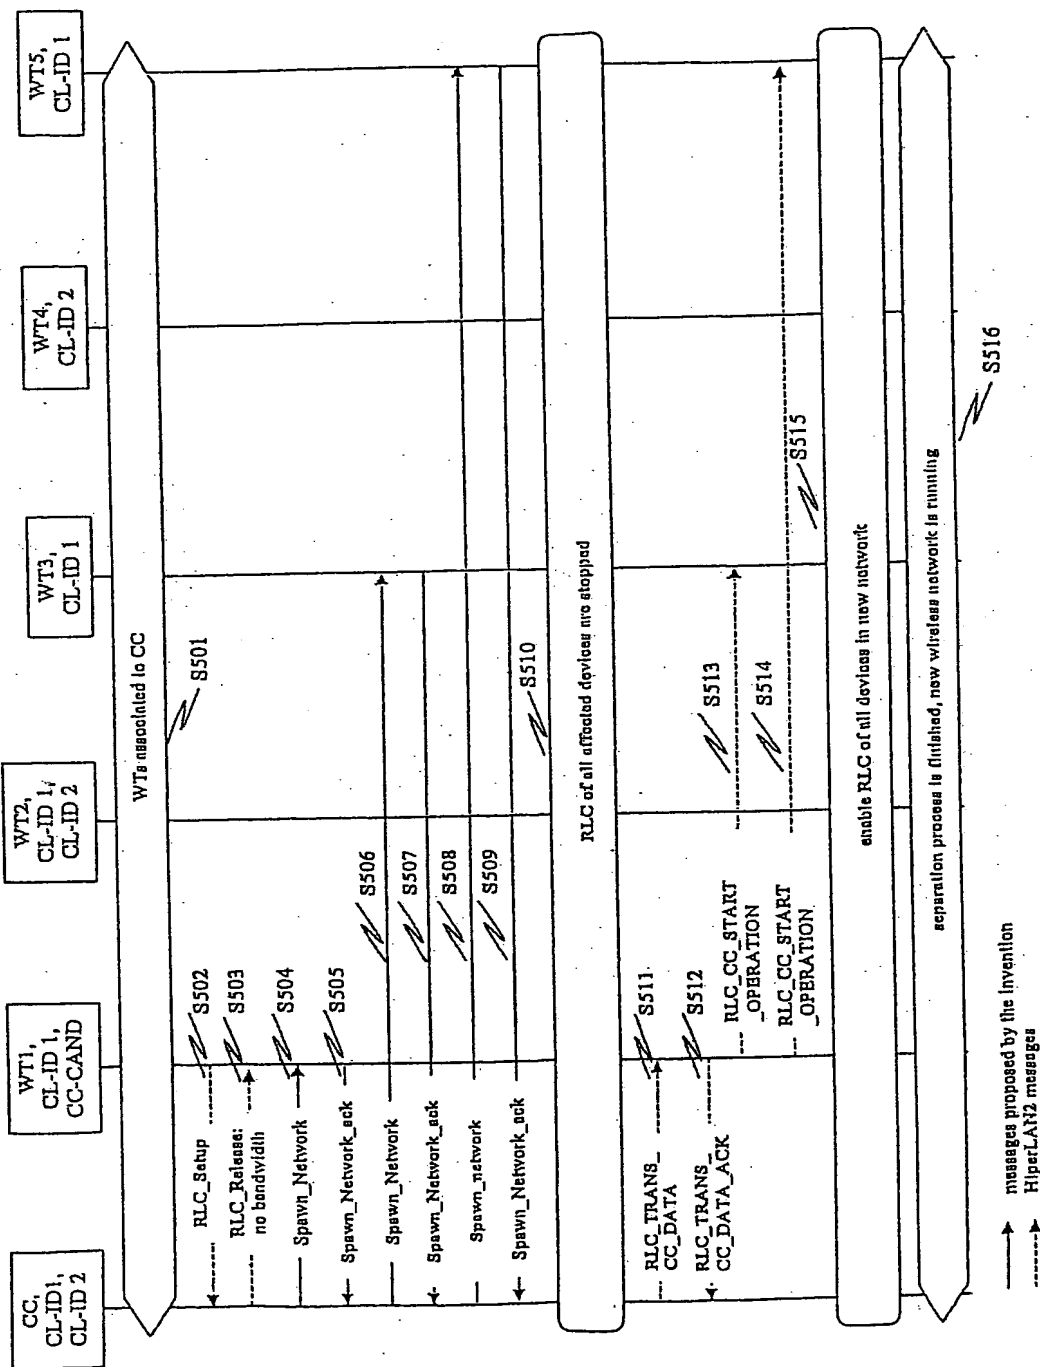 CC,
CL-ID1,
CL-ID 2
WT1,
CL-ID 1,
CC-CAND
WT2,
CL-ID 1,
CL-ID 2
WT3,
CL-ID 1
WT4,
CL-ID 2
WT5,
CL-ID 1
WTs associated to CC
S501
RLC_Setup
S502
RLC_Release:
no bandwidth
S503
Spawn_Network
S504
Spawn_Network_ack
S505
Spawn_Network
S506
Spawn_Network_ack
S507
Spawn_network
S508
Spawn_Network_ack
S509
S510
RLC of all affected devices are stopped
RLC_TRANS_
CC_DATA
S511
RLC_TRANS_
CC_DATA_ACK
S512
RLC_CC_START
_OPERATION
S513
RLC_CC_START
_OPERATION
S514
S515
enable RLC of all devices in new network
separation process is finished, new wireless network is running
S516
messages proposed by the Invention
HiperLAN2 messages